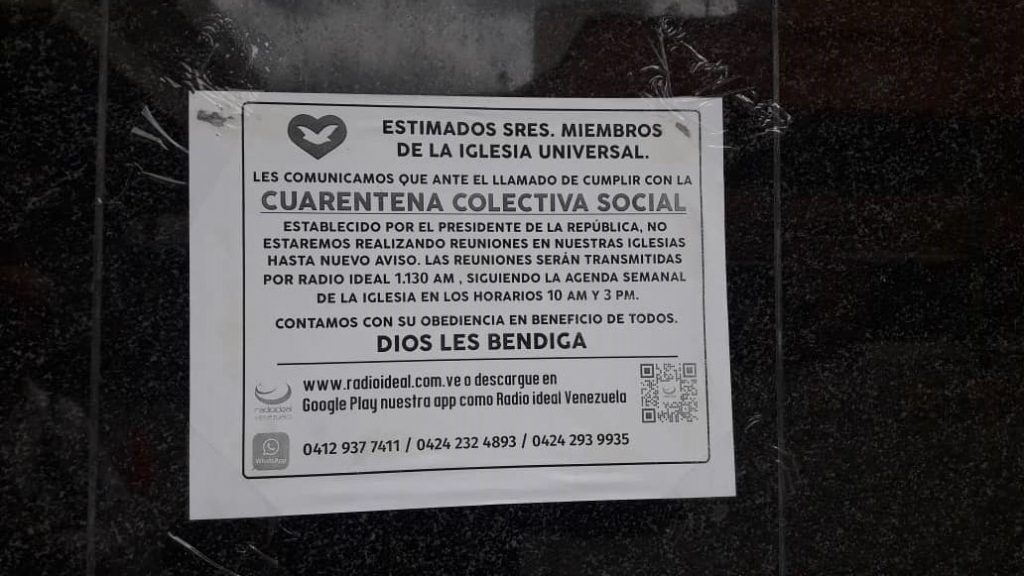 ESTIMADOS SRES. MIEMBROS
DE LA IGLESIA UNIVERSAL.
LES COMUNICAMOS QUE ANTE EL LLAMADO DE CUMPLIR CON LA
CUARENTENA COLECTIVA SOCIAL
ESTABLECIDO POR EL PRESIDENTE DE LA REPÚBLICA, NO
ESTAREMOS REALIZANDO REUNIONES EN NUESTRAS IGLESIAS
HASTA NUEVO AVISO. LAS REUNIONES SERÁN TRANSMITIDAS
POR RADIO IDEAL 1.130 AM , SIGUIENDO LA AGENDA SEMANAL
DE LA IGLESIA EN LOS HORARIOS 10 AM Y 3 PM.
CONTAMOS CON SU OBEDIENCIA EN BENEFICIO DE TODOS.
DIOS LES BENDIGA
radioideal
venezuela
www.radioideal.com.ve o descargue en
Google Play nuestra app como Radio ideal Venezuela
WhatsApp
0412 937 7411 / 0424 232 4893 / 0424 293 9935